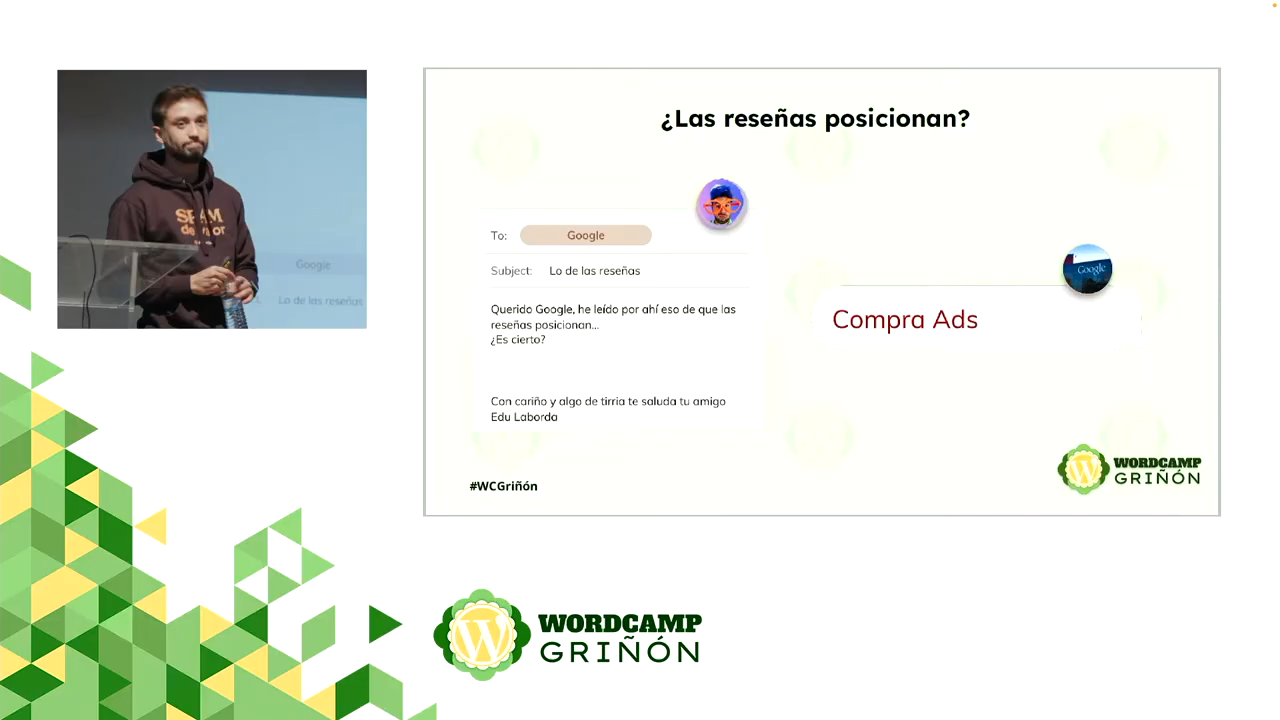 ¿Las reseñas posicionan?
To: Google
Subject: Lo de las reseñas
Querido Google, he leído por ahí eso de que las
reseñas posicionan...
¿Es cierto?
Con cariño y algo de tirria te saluda tu amigo
Edu Laborda
Google
Compra Ads
#WCGriñón
WORDCAMP
GRIÑÓN
Google
Lo de las reseñas
WORDCAMP
GRIÑÓN